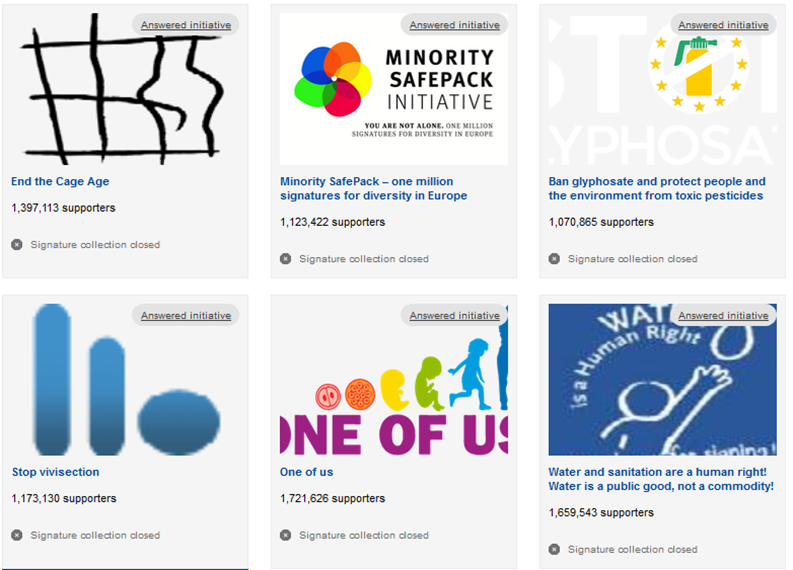 Answered initiative
End the Cage Age
1,397,113 supporters
Signature collection closed
Answered initiative
MINORITY
SAFEPACK
INITIATIVE
YOU ARE NOT ALONE. ONE MILLION
SIGNATURES FOR DIVERSITY IN EUROPE
Minority SafePack – one million
signatures for diversity in Europe
1,123,422 supporters
Signature collection closed
Answered initiative
ST
LYPHOSA
Ban glyphosate and protect people and
the environment from toxic pesticides
1,070,865 supporters
Signature collection closed
Answered initiative
Stop vivisection
1,173,130 supporters
Signature collection closed
Answered initiative
ONE OF US
One of us
1,721,626 supporters
Signature collection closed
Answered initiative
WAT
is a Human Right
for signing
Water and sanitation are a human right!
Water is a public good, not a commodity!
1,659,543 supporters
Signature collection closed